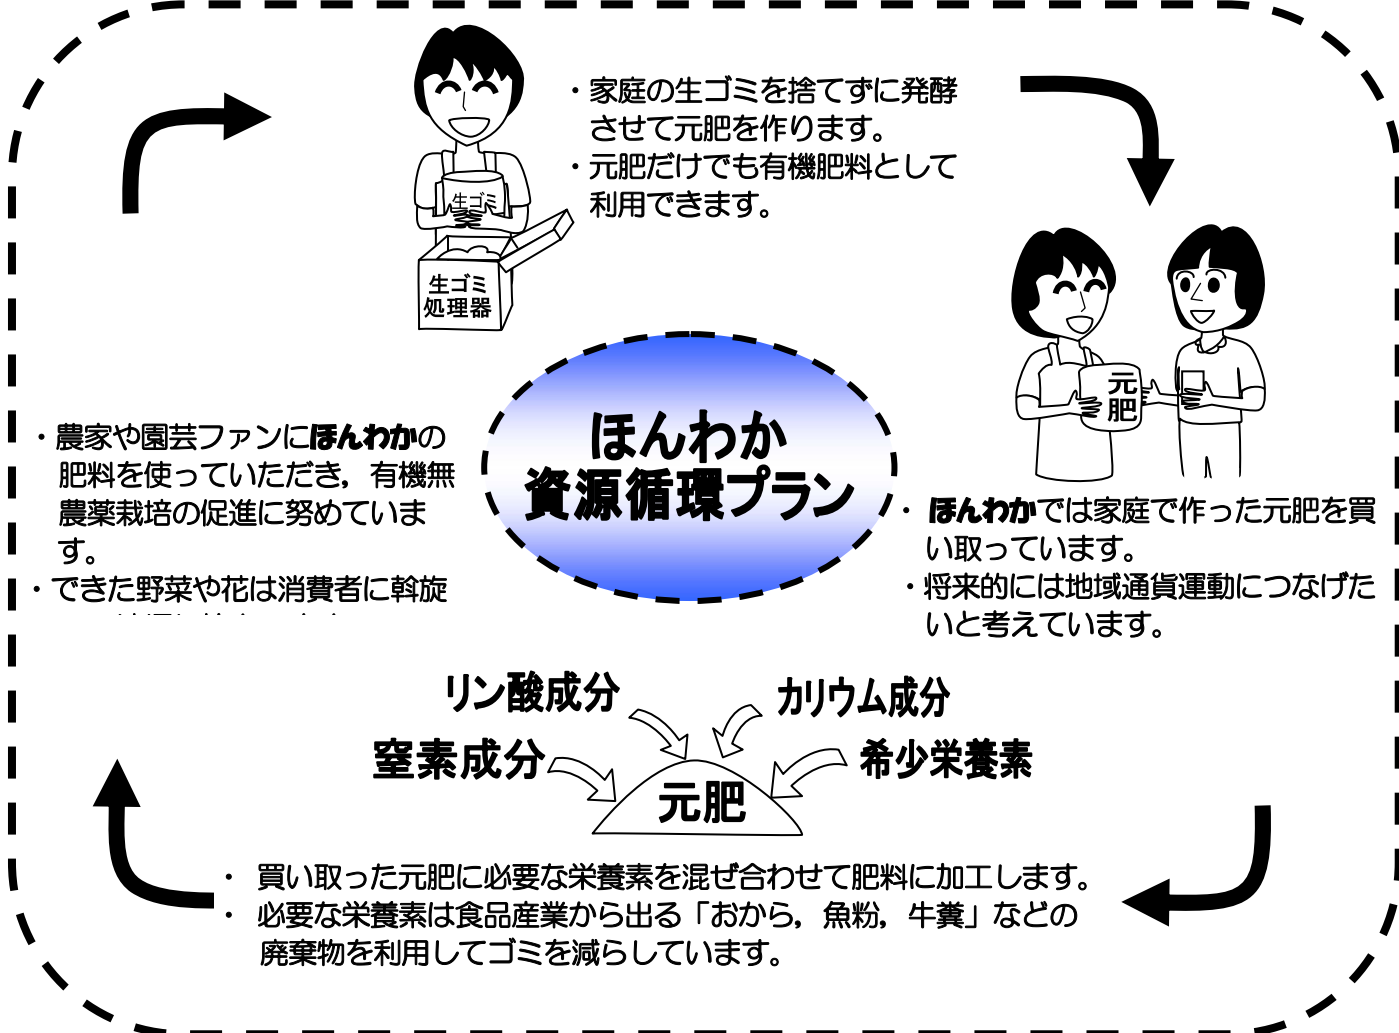 ・家庭の生ゴミを捨てずに発酵
させて元肥を作ります。
・元肥だけでも有機肥料として
利用できます。
生ゴミ
生ゴミ
処理器
元
肥
ほんわか
資源循環プラン
・農家や園芸ファンにほんわかの
肥料を使っていただき，有機無
農薬栽培の促進に努めていま
す。
・できた野菜や花は消費者に斡旋
・ ほんわかでは家庭で作った元肥を買
い取っています。
・将来的には地域通貨運動につなげた
いと考えています。
リン酸成分
カリウム成分
窒素成分
希少栄養素
元肥
・ 買い取った元肥に必要な栄養素を混ぜ合わせて肥料に加工します。
・ 必要な栄養素は食品産業から出る「おから，魚粉，牛糞」などの
廃棄物を利用してゴミを減らしています。